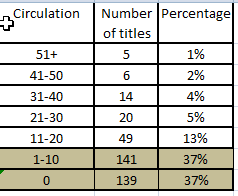 Circulation Number of titles Percentage
51+ 5 1%
41-50 6 2%
31-40 14 4%
21-30 20 5%
11-20 49 13%
1-10 141 37%
0 139 37%